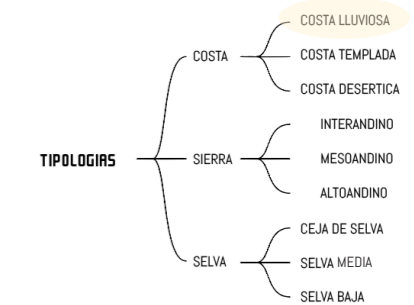 COSTA LLUVIOSA
COSTA
COSTA TEMPLADA
COSTA DESERTICA
INTERANDINO
TIPOLOGIAS
SIERRA
MESOANDINO
ALTOANDINO
CEJA DE SELVA
SELVA
SELVA MEDIA
SELVA BAJA